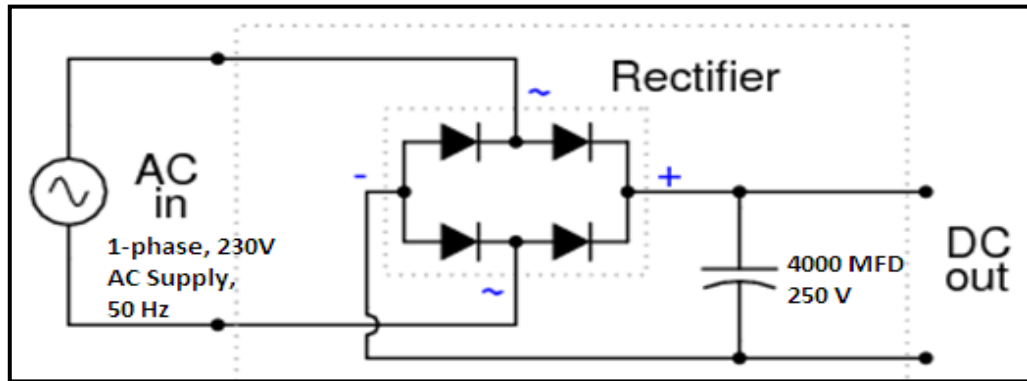 Rectifier
~
AC
in
-
+
1-phase, 230V
AC Supply,
50 Hz
~
4000 MFD
250 V
DC
out